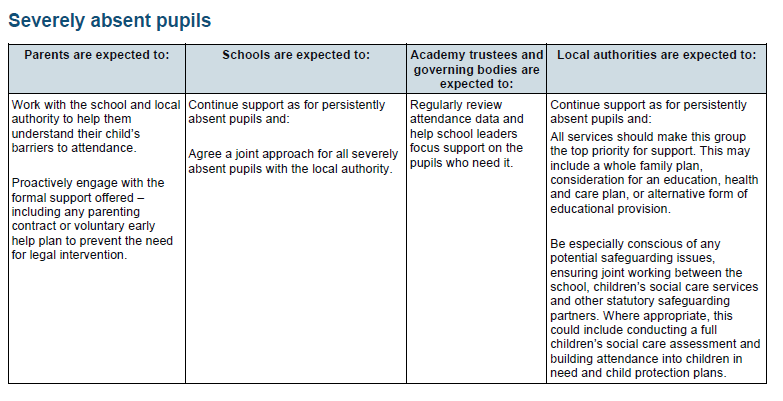 Severely absent pupils
Parents are expected to:
Schools are expected to:
Academy trustees and
governing bodies are
expected to:
Local authorities are expected to:
Work with the school and local
authority to help them
understand their child’s
barriers to attendance.
Proactively engage with the
formal support offered –
including any parenting
contract or voluntary early
help plan to prevent the need
for legal intervention.
Continue support as for persistently
absent pupils and:
Agree a joint approach for all severely
absent pupils with the local authority.
Regularly review
attendance data and
help school leaders
focus support on the
pupils who need it.
Continue support as for persistently
absent pupils and:
All services should make this group
the top priority for support. This may
include a whole family plan,
consideration for an education, health
and care plan, or alternative form of
educational provision.
Be especially conscious of any
potential safeguarding issues,
ensuring joint working between the
school, children’s social care services
and other statutory safeguarding
partners. Where appropriate, this
could include conducting a full
children’s social care assessment and
building attendance into children in
need and child protection plans.